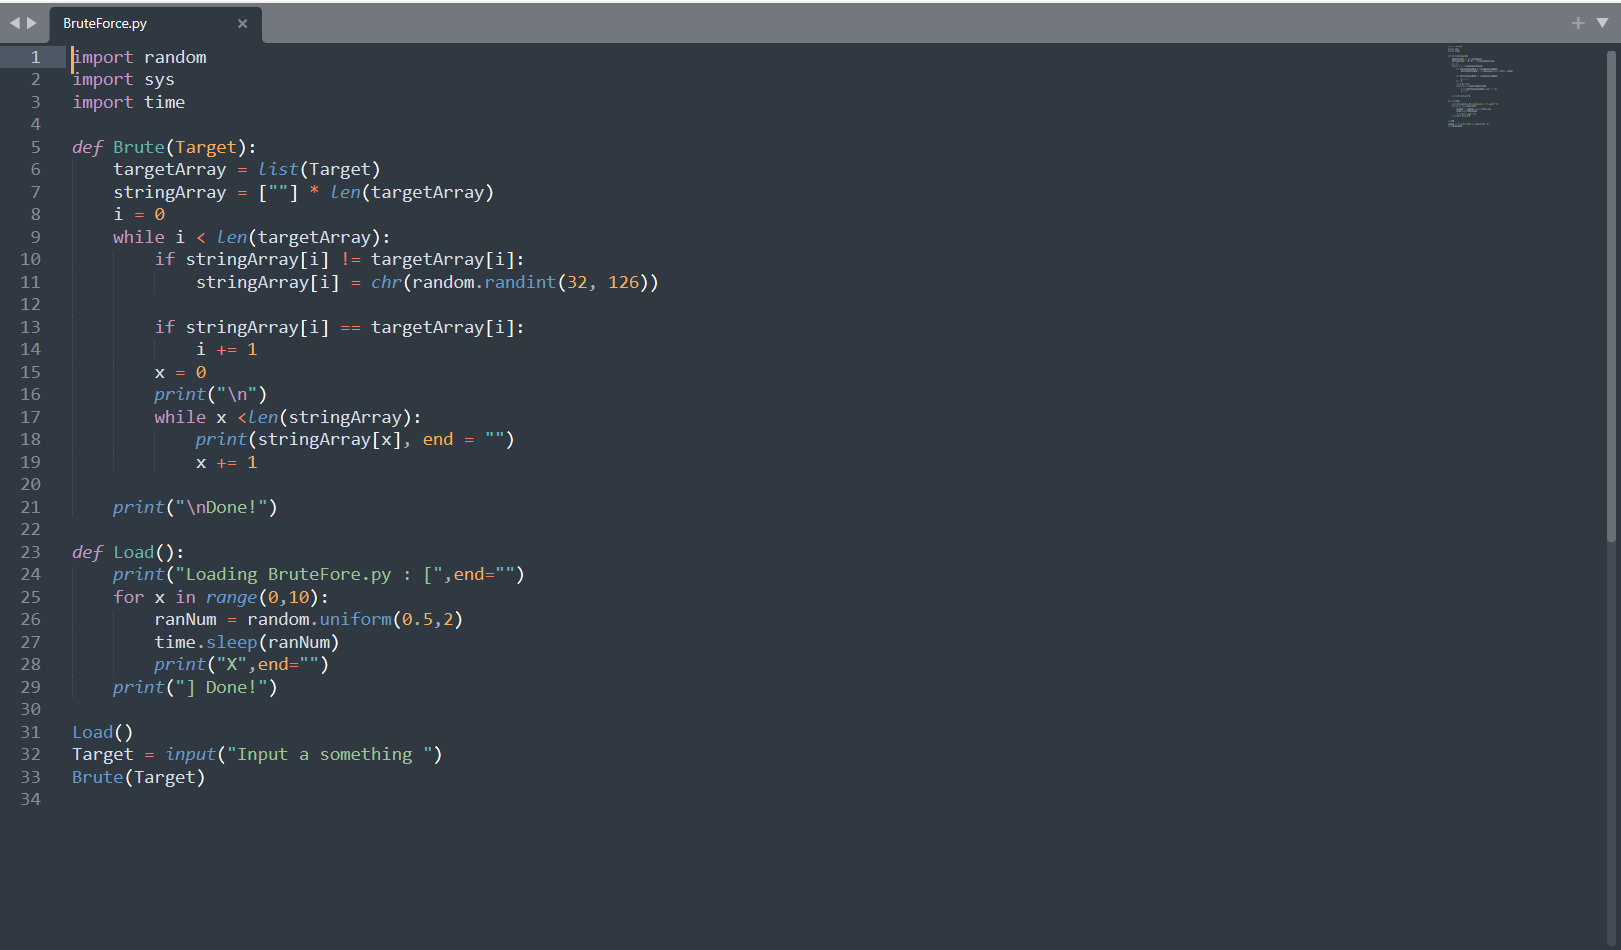 BruteForce.py
1 import random
2 import sys
3 import time
4
5 def Brute(Target):
6     targetArray = list(Target)
7     stringArray = [""] * len(targetArray)
8     i = 0
9     while i < len(targetArray):
10         if stringArray[i] != targetArray[i]:
11             stringArray[i] = chr(random.randint(32, 126))
12
13         if stringArray[i] == targetArray[i]:
14             i += 1
15         x = 0
16         print("\n")
17         while x <len(stringArray):
18             print(stringArray[x], end = "")
19             x += 1
20
21     print("\nDone!")
22
23 def Load():
24     print("Loading BruteFore.py : [",end="")
25     for x in range(0,10):
26         ranNum = random.uniform(0.5,2)
27         time.sleep(ranNum)
28         print("X",end="")
29     print("] Done!")
30
31 Load()
32 Target = input("Input a something ")
33 Brute(Target)
34